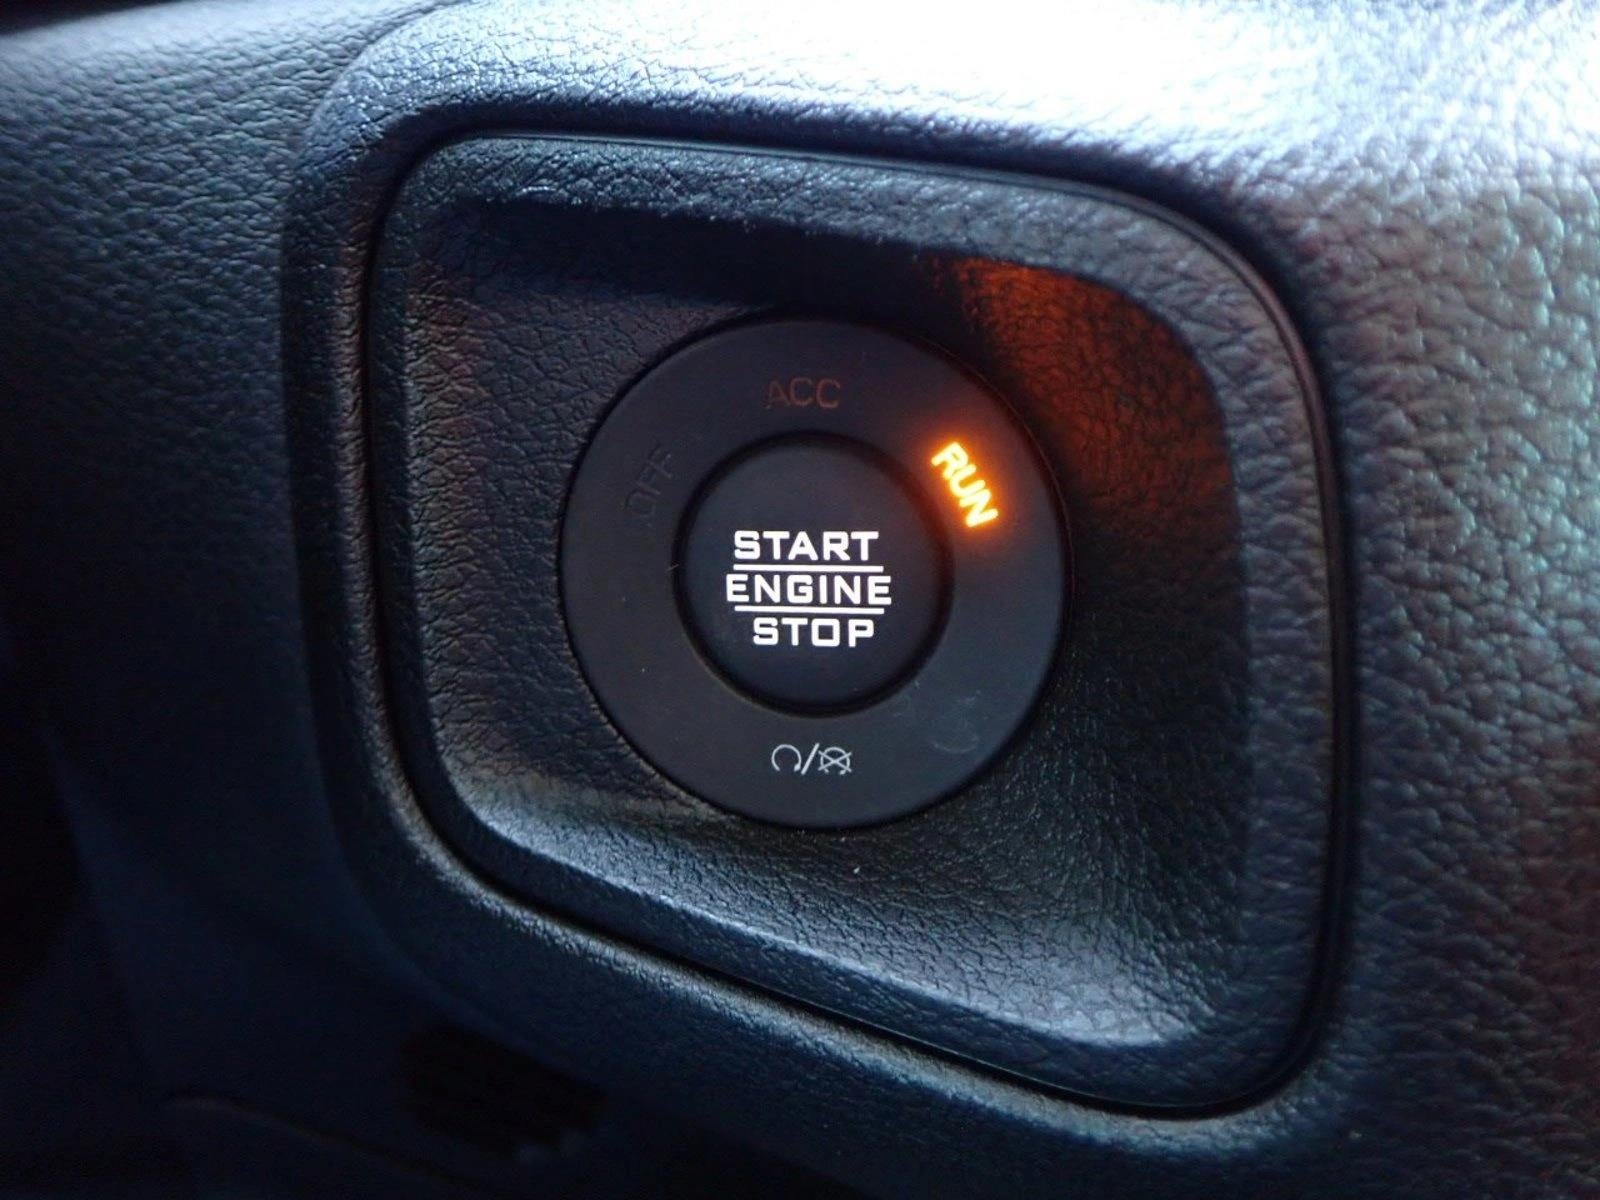 ACC
OFF
RUN
START
ENGINE
STOP
/